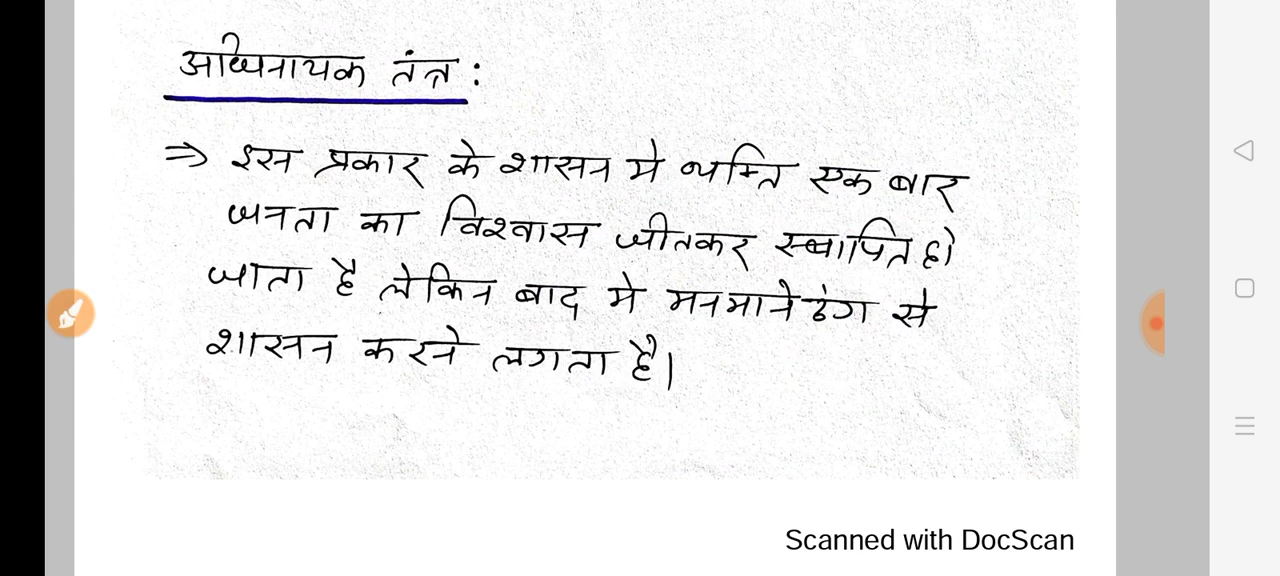 अधिनायक तंत्र :
⇒ इस प्रकार के शासन मे व्यक्ति एक बार
जनता का विश्वास जीतकर स्थापित हो
जाता है लेकिन बाद मे मनमाने ढंग से
शासन करने लगता है।
Scanned with DocScan